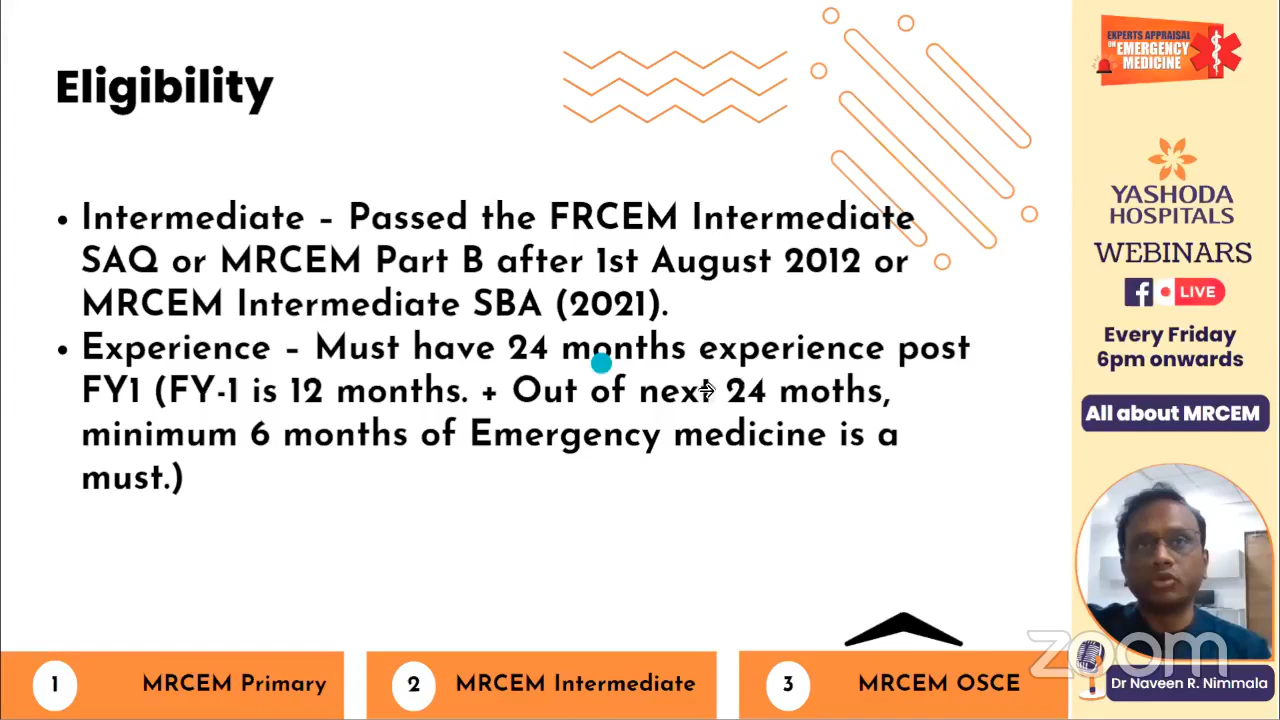 Eligibility
• Intermediate – Passed the FRCEM Intermediate
SAQ or MRCEM Part B after 1st August 2012 or
MRCEM Intermediate SBA (2021).
• Experience – Must have 24 months experience post
FY1 (FY-1 is 12 months. + Out of next 24 moths,
minimum 6 months of Emergency medicine is a
must.)
1 MRCEM Primary
2 MRCEM Intermediate
3 MRCEM OSCE
EXPERTS APPRAISAL
ON EMERGENCY
MEDICINE
YASHODA
HOSPITALS
WEBINARS
LIVE
Every Friday
6pm onwards
All about MRCEM
zoom
Dr Naveen R. Nimmala